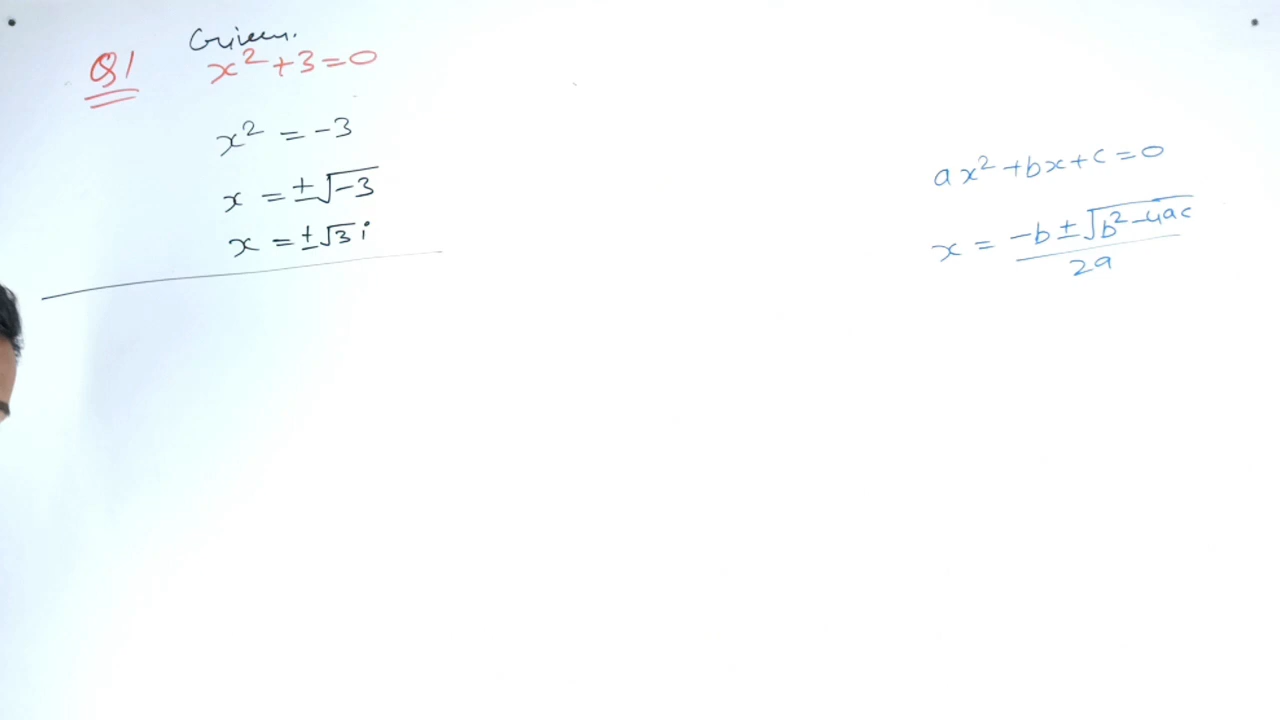 Given.
Q1 x²+3=0
x² = -3
x = ±√-3
x = ±√3 i
ax²+bx+c=0
x = -b ± √b²-4ac / 2a